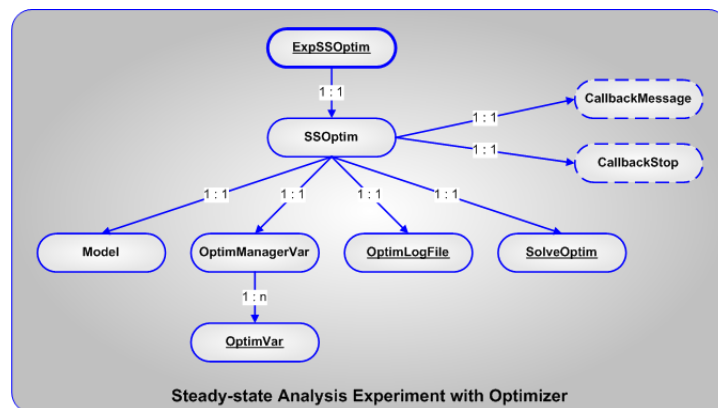 ExpSSOptim
1 : 1
CallbackMessage
1 : 1
SSOptim
1 : 1
CallbackStop
1 : 1
1 : 1
1 : 1
1 : 1
Model
OptimManagerVar
OptimLogFile
SolveOptim
1 : n
OptimVar
Steady-state Analysis Experiment with Optimizer